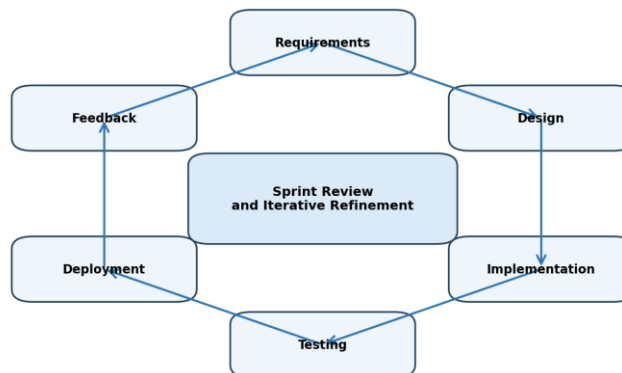 Requirements
Feedback
Design
Sprint Review
and Iterative Refinement
Deployment
Implementation
Testing